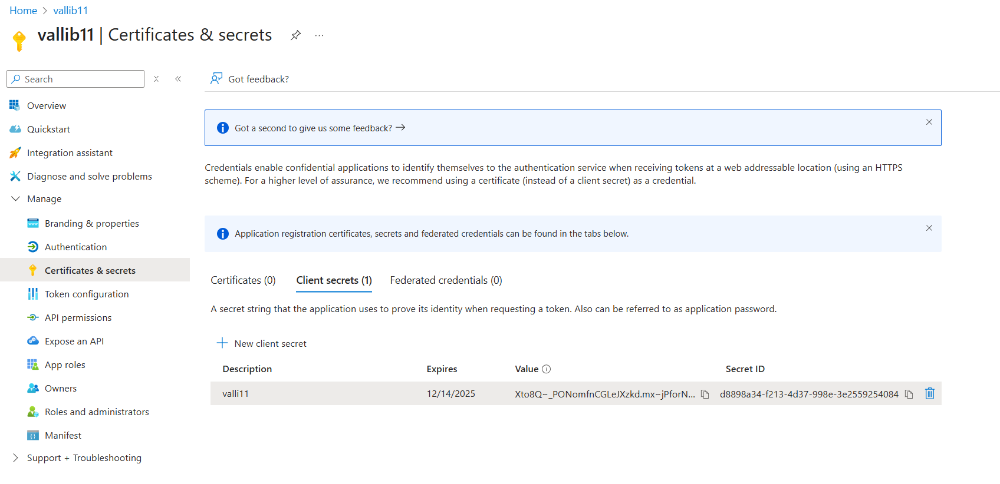 Home > vallib11
vallib11 | Certificates & secrets
Search
Got feedback?
Overview
Quickstart
Integration assistant
Diagnose and solve problems
Manage
Branding & properties
Authentication
Certificates & secrets
Token configuration
API permissions
Expose an API
App roles
Owners
Roles and administrators
Manifest
Support + Troubleshooting
Got a second to give us some feedback?
Credentials enable confidential applications to identify themselves to the authentication service when receiving tokens at a web addressable location (using an HTTPS
scheme). For a higher level of assurance, we recommend using a certificate (instead of a client secret) as a credential.
Application registration certificates, secrets and federated credentials can be found in the tabs below.
Certificates (0) Client secrets (1) Federated credentials (0)
A secret string that the application uses to prove its identity when requesting a token. Also can be referred to as application password.
New client secret
Description Expires Value Secret ID
valli11 12/14/2025 Xto8Q~_PONomfnCGLeJXzkd.mx~jPforN... d8898a34-f213-4d37-998e-3e2559254084